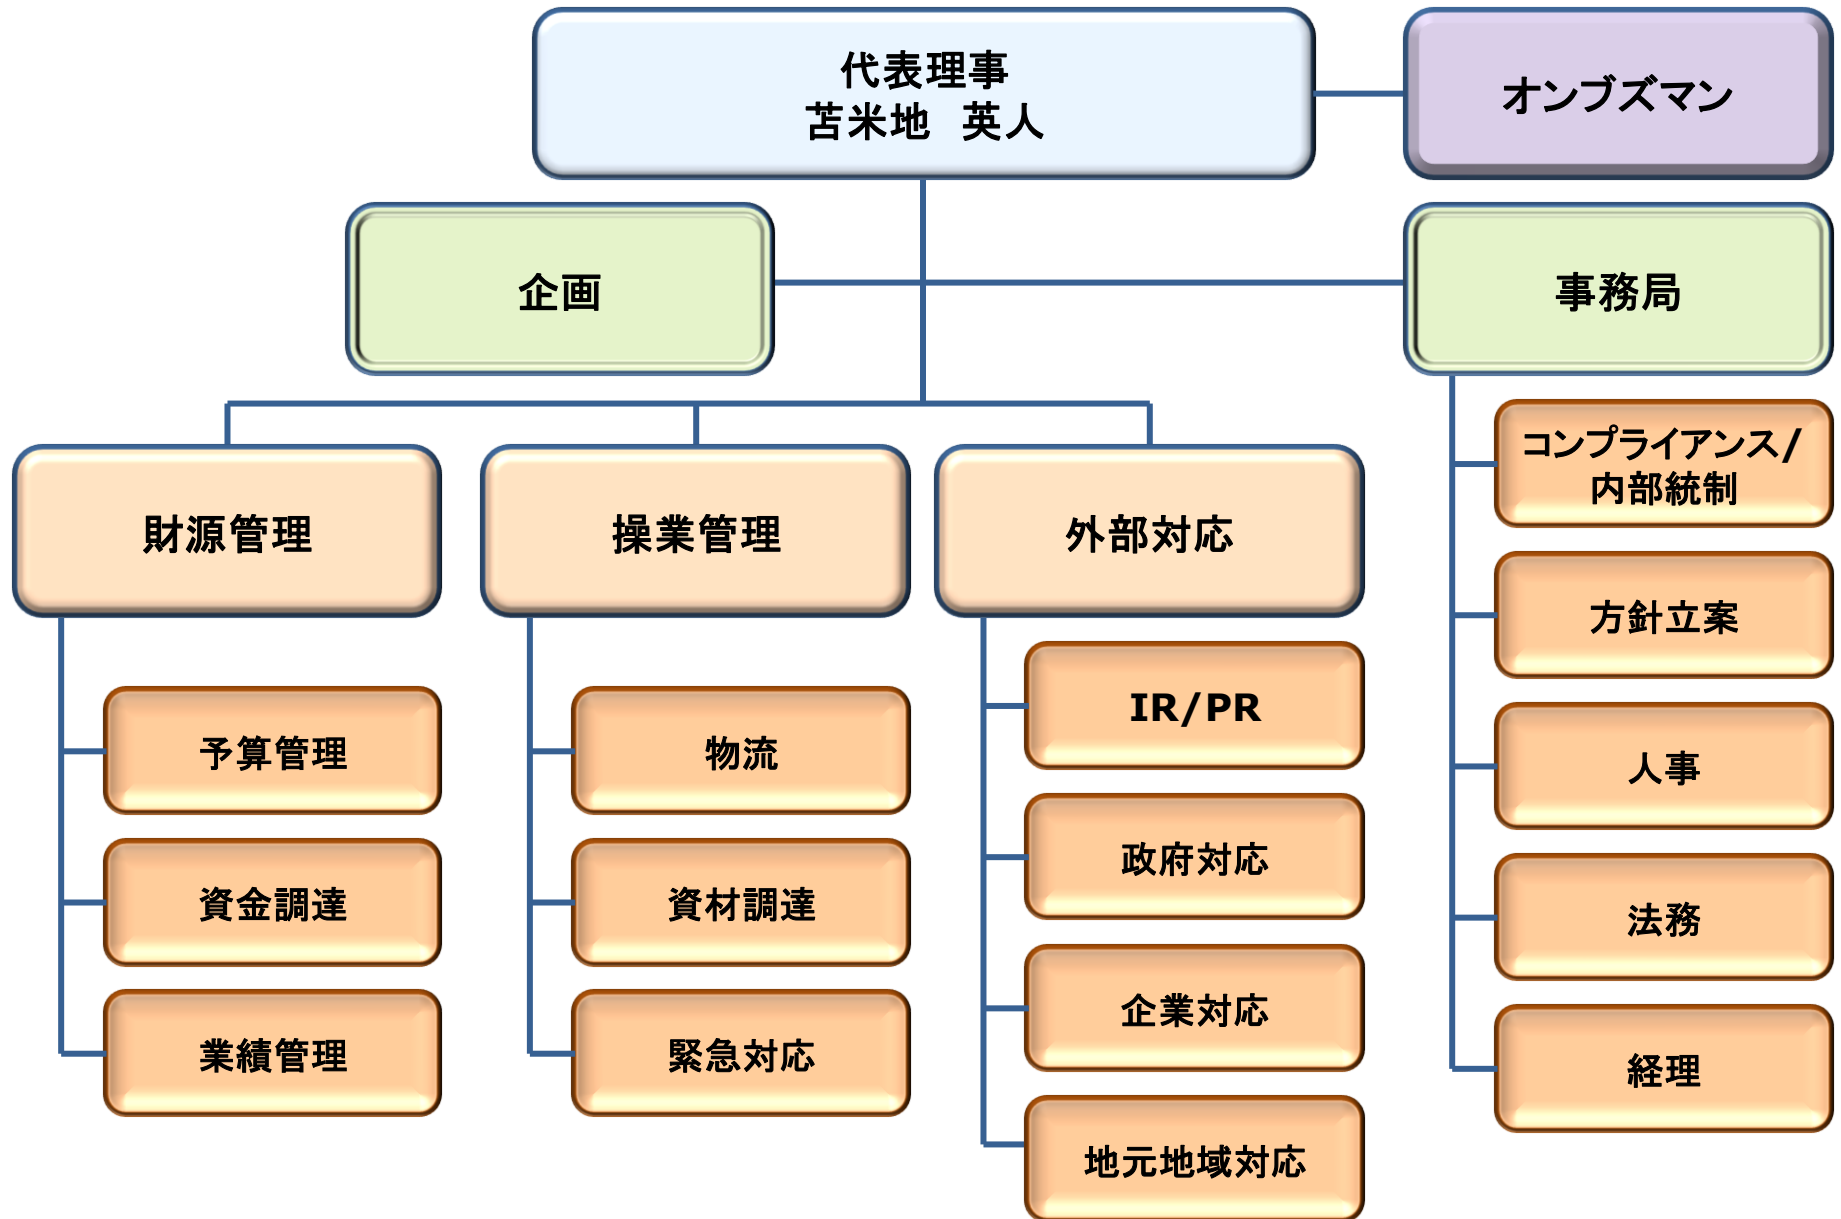 代表理事
苫米地　英人
オンブズマン
企画
事務局
財源管理
操業管理
外部対応
予算管理
資金調達
業績管理
物流
資材調達
緊急対応
IR/PR
政府対応
企業対応
地元地域対応
コンプライアンス/
内部統制
方針立案
人事
法務
経理